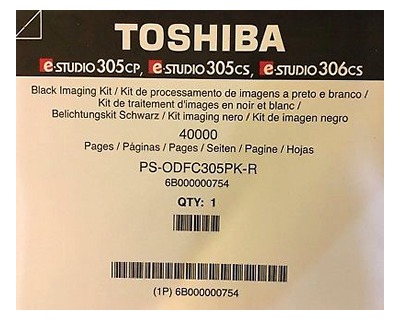 TOSHIBA
e-STUDIO305CP, e-STUDIO305CS, e-STUDIO306CS
Black Imaging Kit / Kit de processamento de imagens a preto e branco /
Kit de traitement d'images en noir et blanc /
Belichtungskit Schwarz / Kit imaging nero / Kit de imagen negro
40000
Pages / Páginas / Pages / Seiten / Pagine / Hojas
PS-ODFC305PK-R
6B000000754
QTY: 1
(1P) 6B000000754